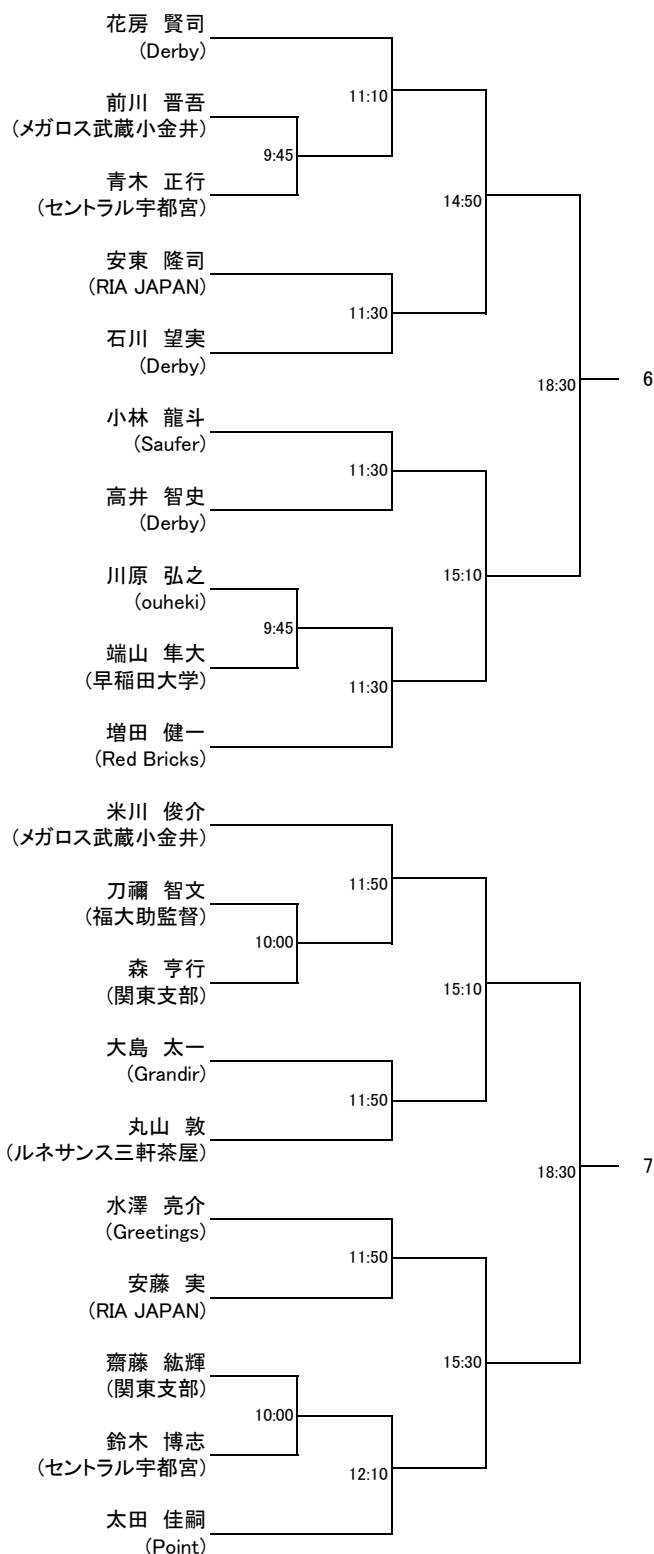 花房 賢司
(Derby)
11:10
前川 晋吾
(メガロス武蔵小金井)
9:45
青木 正行
(セントラル宇都宮)
14:50
安東 隆司
(RIA JAPAN)
11:30
石川 望実
(Derby)
18:30
6
小林 龍斗
(Saufer)
11:30
高井 智史
(Derby)
15:10
川原 弘之
(ouheki)
9:45
端山 隼大
(早稲田大学)
11:30
増田 健一
(Red Bricks)
米川 俊介
(メガロス武蔵小金井)
11:50
刀禰 智文
(福大助監督)
10:00
森 亨行
(関東支部)
15:10
大島 太一
(Grandir)
11:50
丸山 敦
(ルネサンス三軒茶屋)
18:30
7
水澤 亮介
(Greetings)
11:50
安藤 実
(RIA JAPAN)
15:30
齋藤 紘輝
(関東支部)
10:00
鈴木 博志
(セントラル宇都宮)
12:10
太田 佳嗣
(Point)